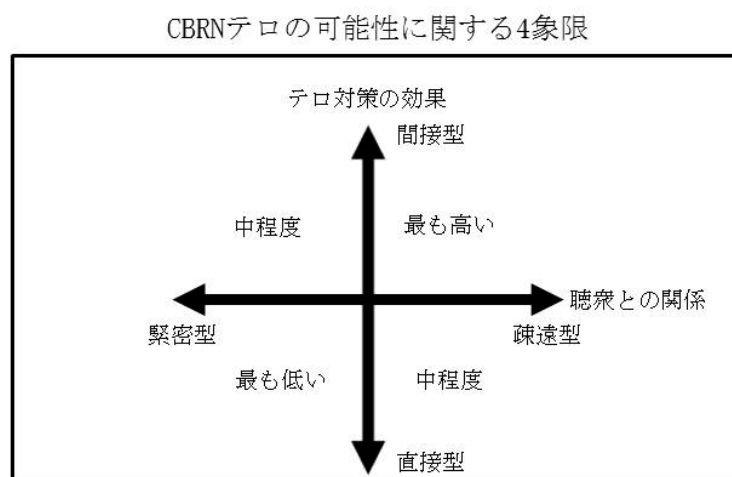 CBRNテロの可能性に関する4象限
テロ対策の効果
間接型
中程度
最も高い
聴衆との関係
緊密型
疎遠型
最も低い
中程度
直接型